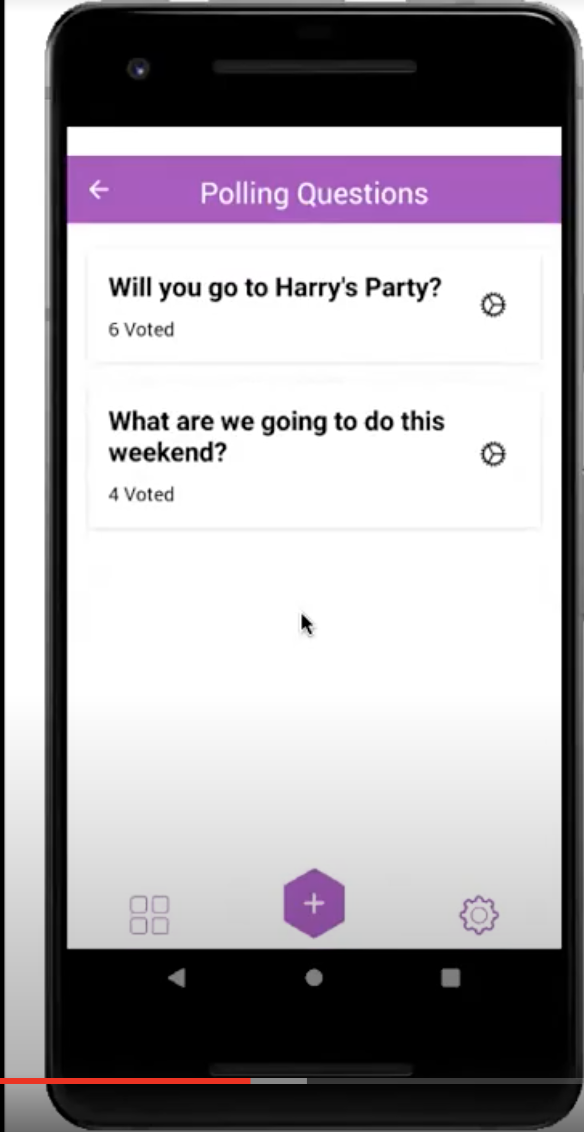 Polling Questions
Will you go to Harry's Party?
6 Voted
What are we going to do this
weekend?
4 Voted